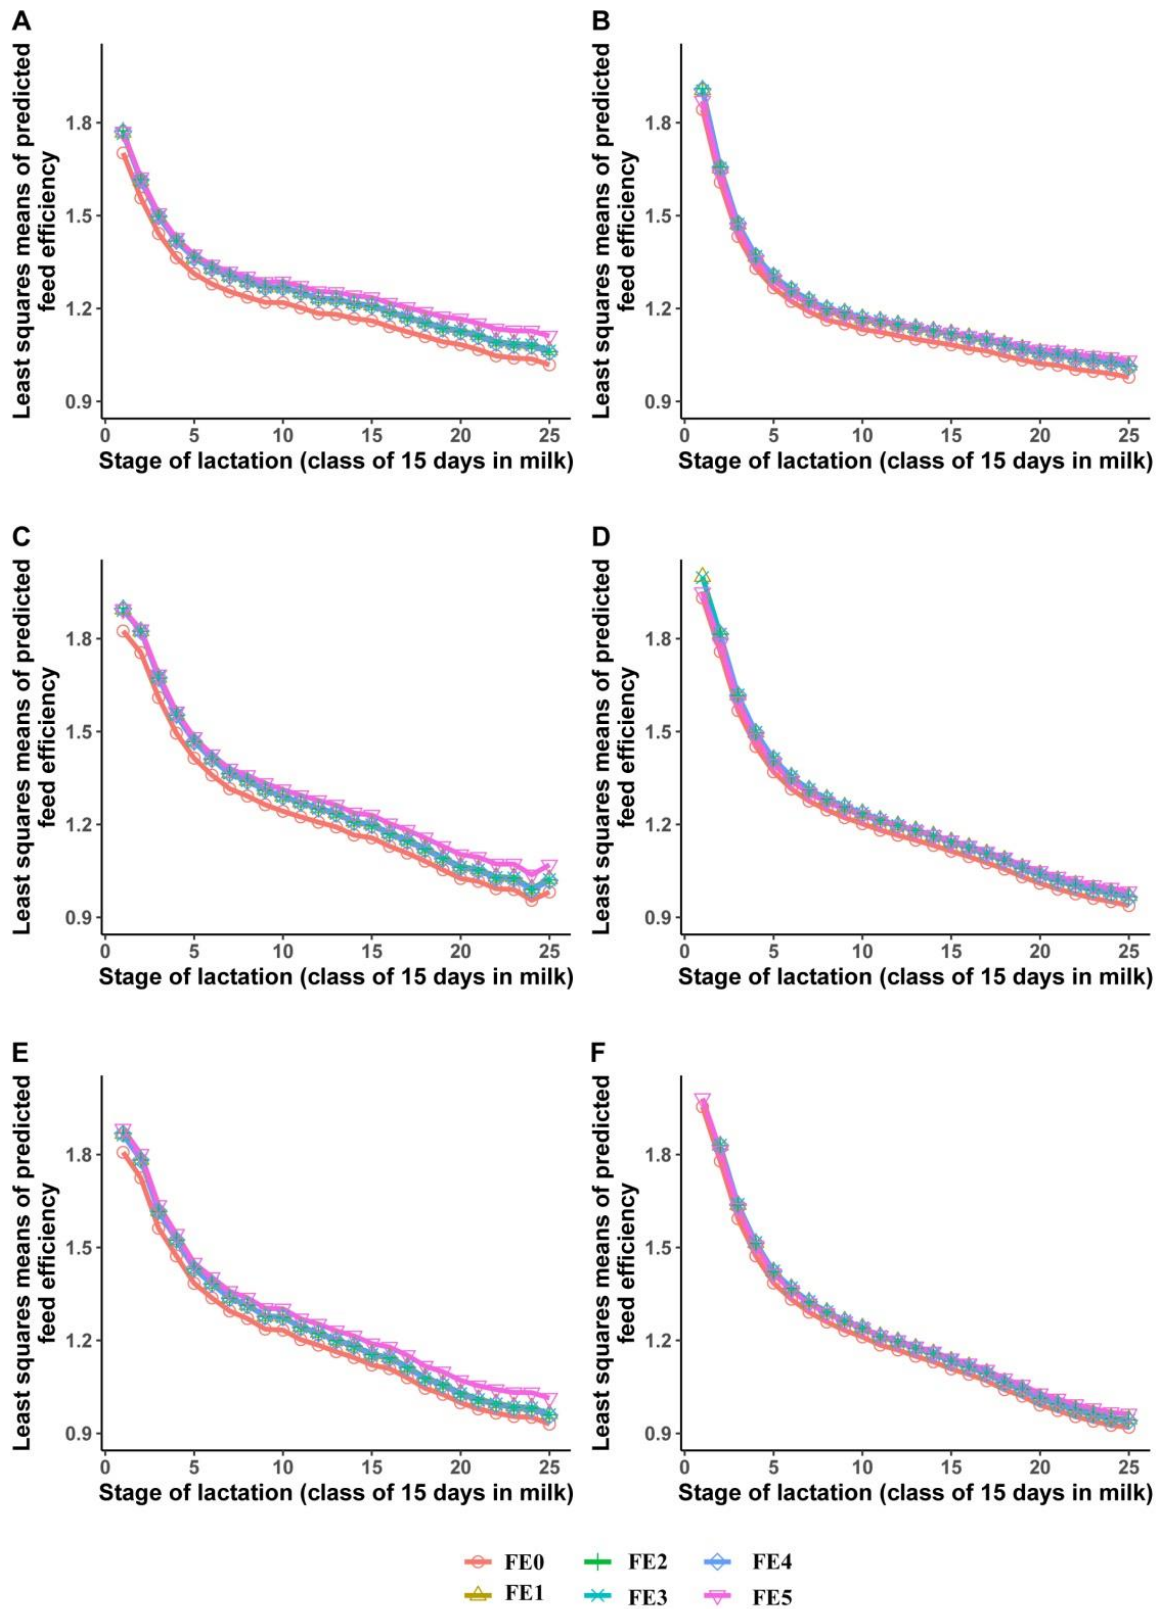 A
Least squares means of predicted
feed efficiency
1.8
1.5
1.2
0.9
0 5 10 15 20 25
Stage of lactation (class of 15 days in milk)
B
Least squares means of predicted
feed efficiency
1.8
1.5
1.2
0.9
0 5 10 15 20 25
Stage of lactation (class of 15 days in milk)
C
Least squares means of predicted
feed efficiency
1.8
1.5
1.2
0.9
0 5 10 15 20 25
Stage of lactation (class of 15 days in milk)
D
Least squares means of predicted
feed efficiency
1.8
1.5
1.2
0.9
0 5 10 15 20 25
Stage of lactation (class of 15 days in milk)
E
Least squares means of predicted
feed efficiency
1.8
1.5
1.2
0.9
0 5 10 15 20 25
Stage of lactation (class of 15 days in milk)
F
Least squares means of predicted
feed efficiency
1.8
1.5
1.2
0.9
0 5 10 15 20 25
Stage of lactation (class of 15 days in milk)
FE0 FE2 FE4
FE1 FE3 FE5